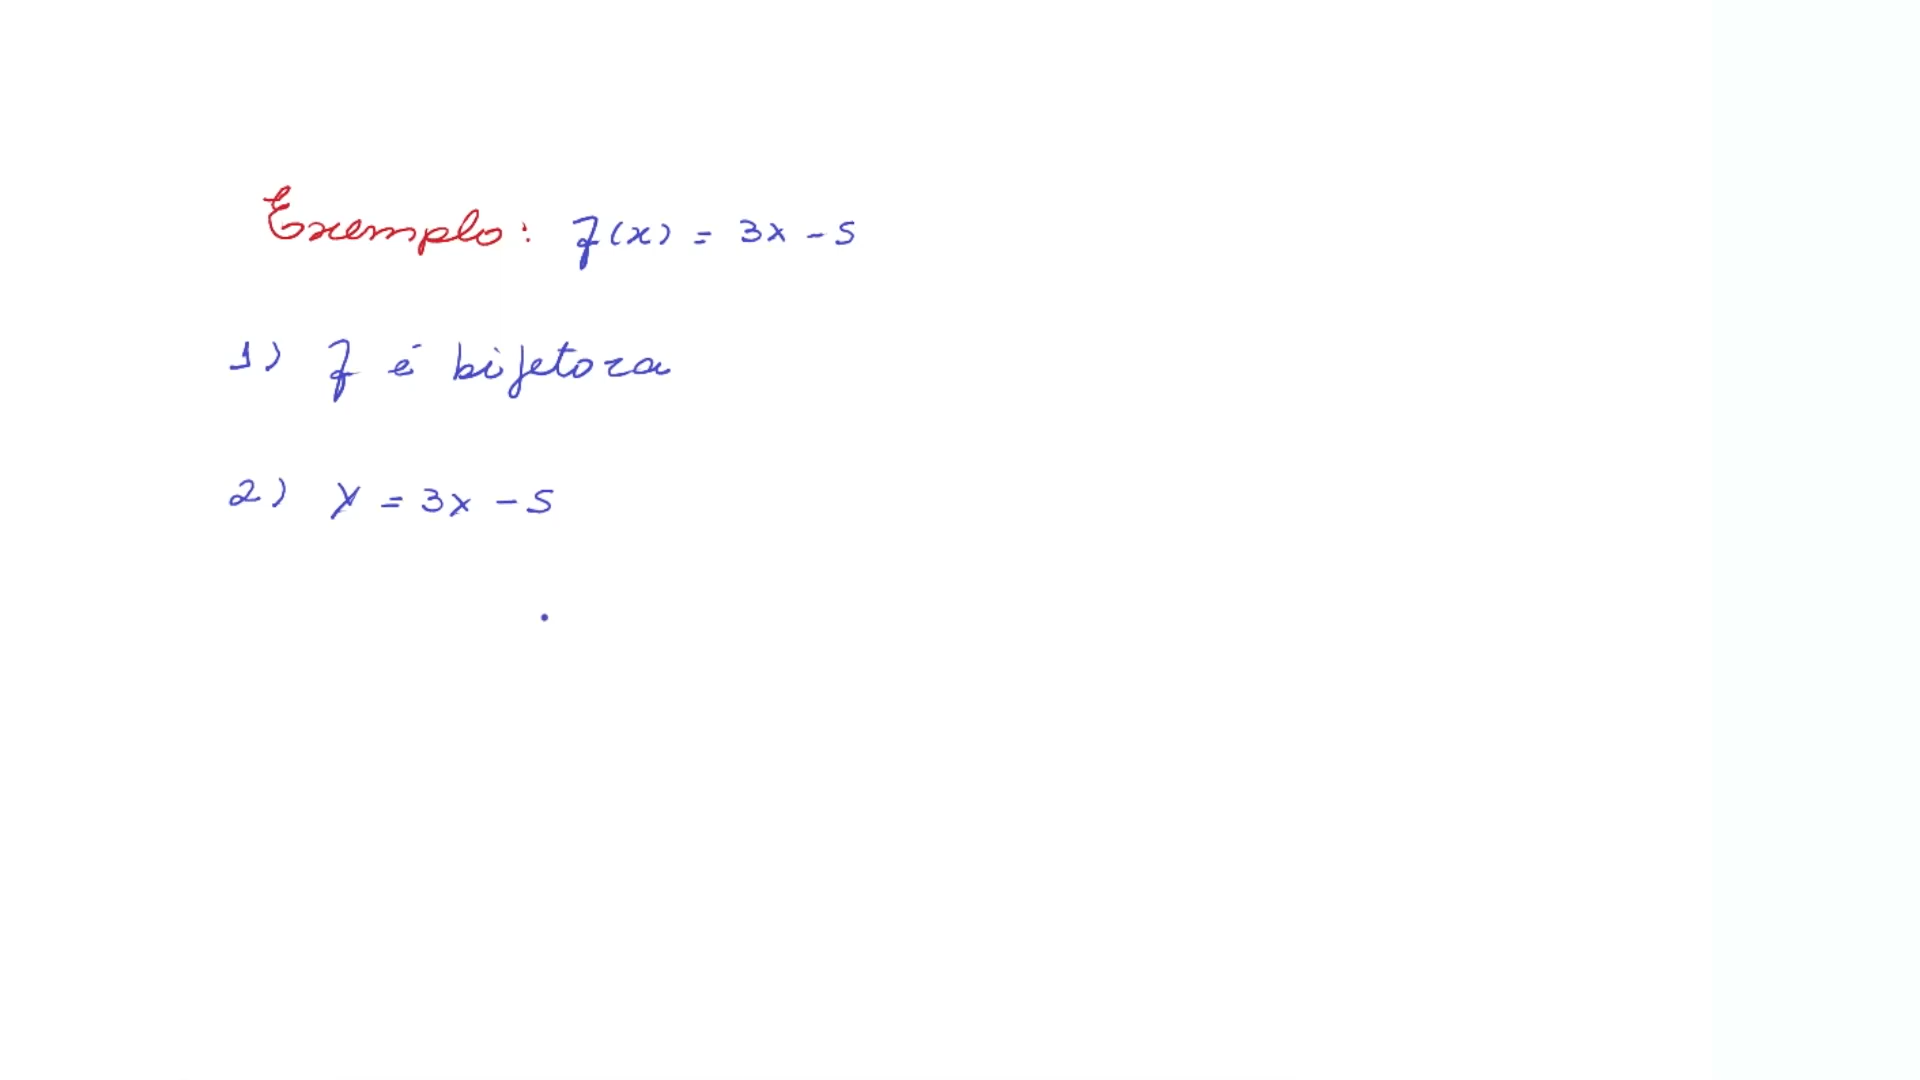 Exemplo: f(x) = 3x - 5
1) f é bijetora
2) y = 3x - 5